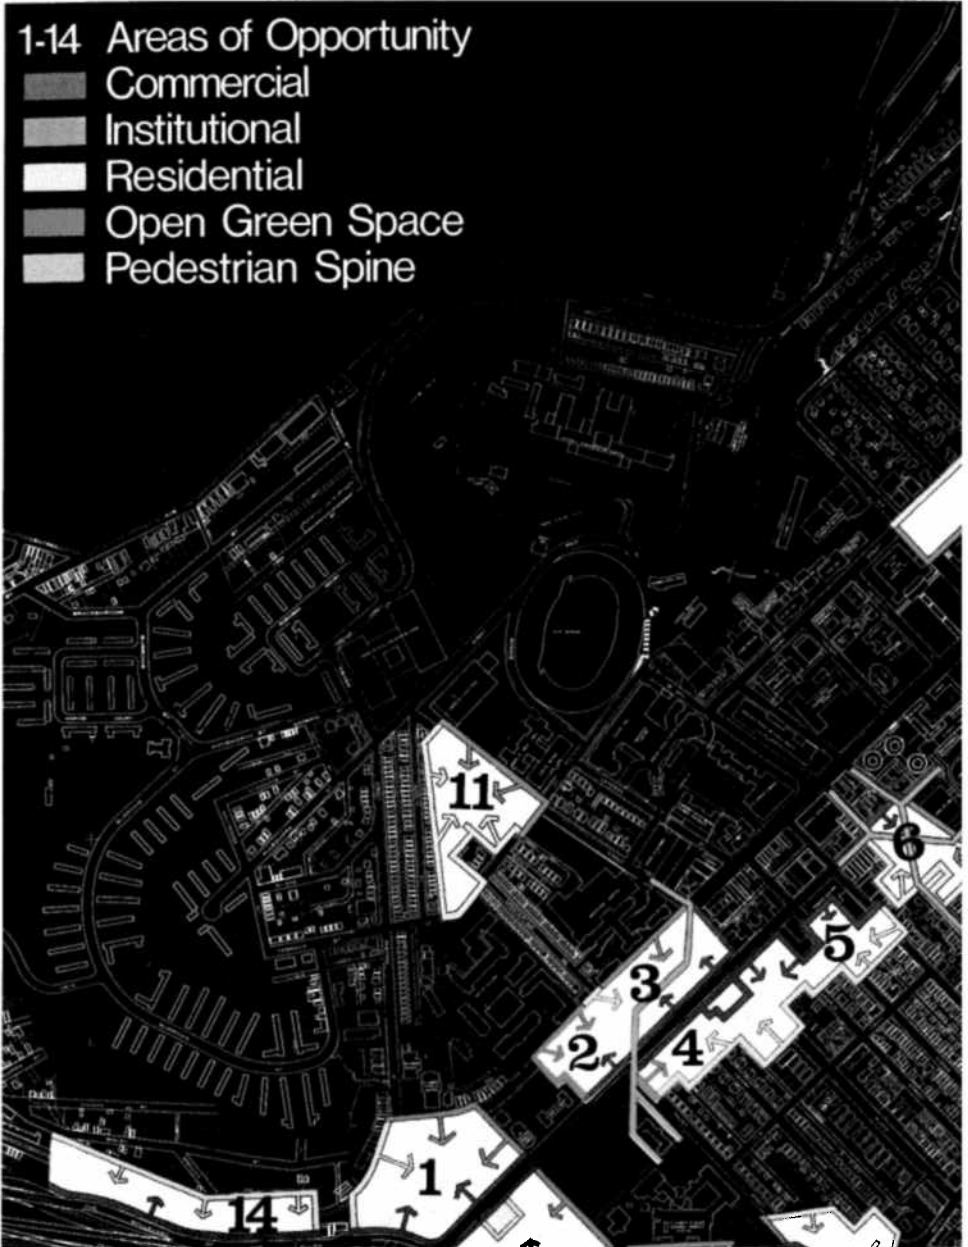 1-14 Areas of Opportunity
Commercial
Institutional
Residential
Open Green Space
Pedestrian Spine
11
6
5
3
2
4
1
14